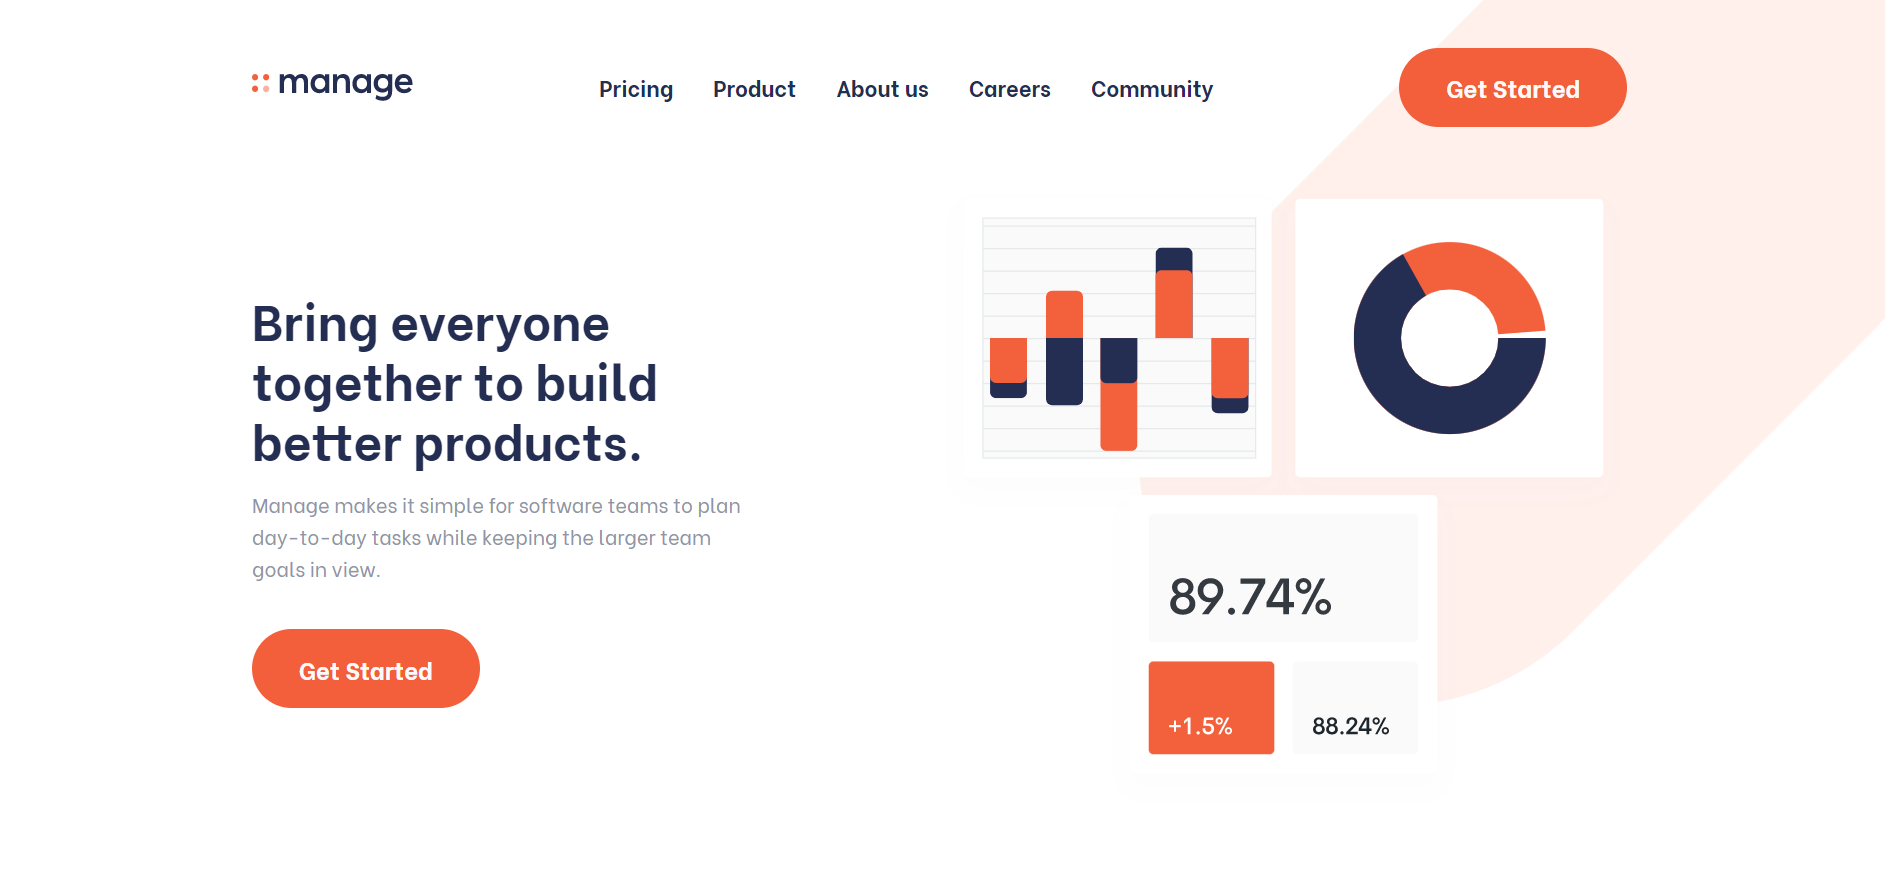 manage
Pricing
Product
About us
Careers
Community
Get Started
Bring everyone
together to build
better products.
Manage makes it simple for software teams to plan
day-to-day tasks while keeping the larger team
goals in view.
Get Started
89.74%
+1.5%
88.24%